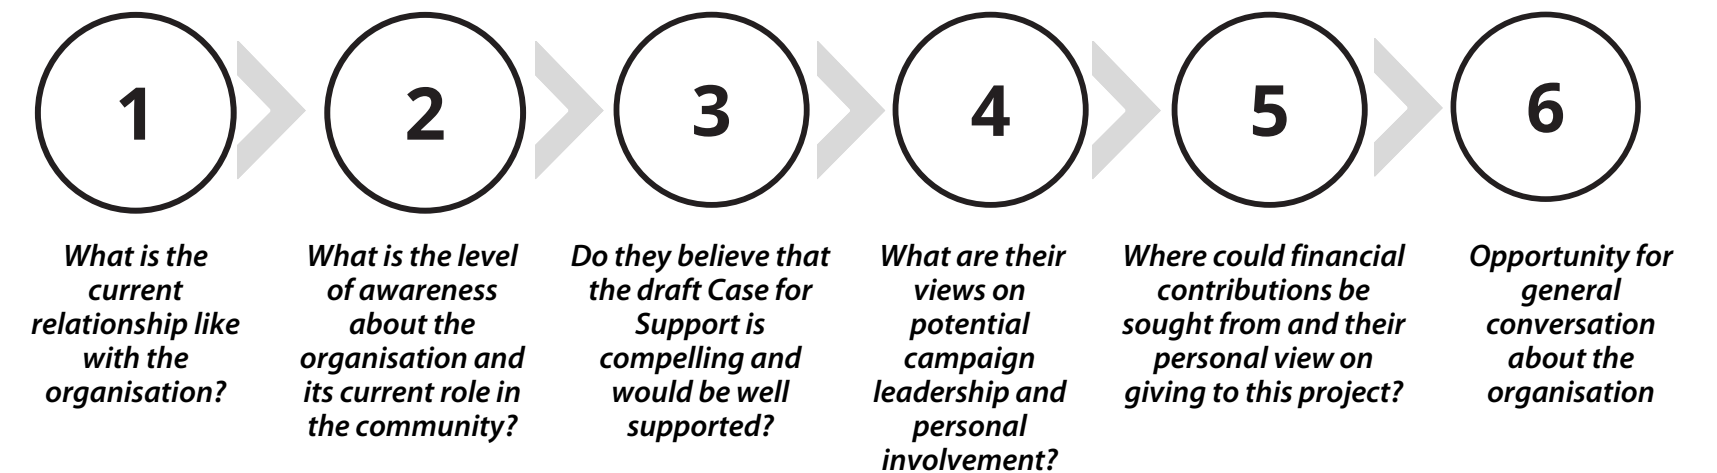 1
2
3
4
5
6
What is the
current
relationship like
with the
organisation?
What is the level
of awareness
about the
organisation and
its current role in
the community?
Do they believe that
the draft Case for
Support is
compelling and
would be well
supported?
What are their
views on
potential
campaign
leadership and
personal
involvement?
Where could financial
contributions be
sought from and their
personal view on
giving to this project?
Opportunity for
general
conversation
about the
organisation